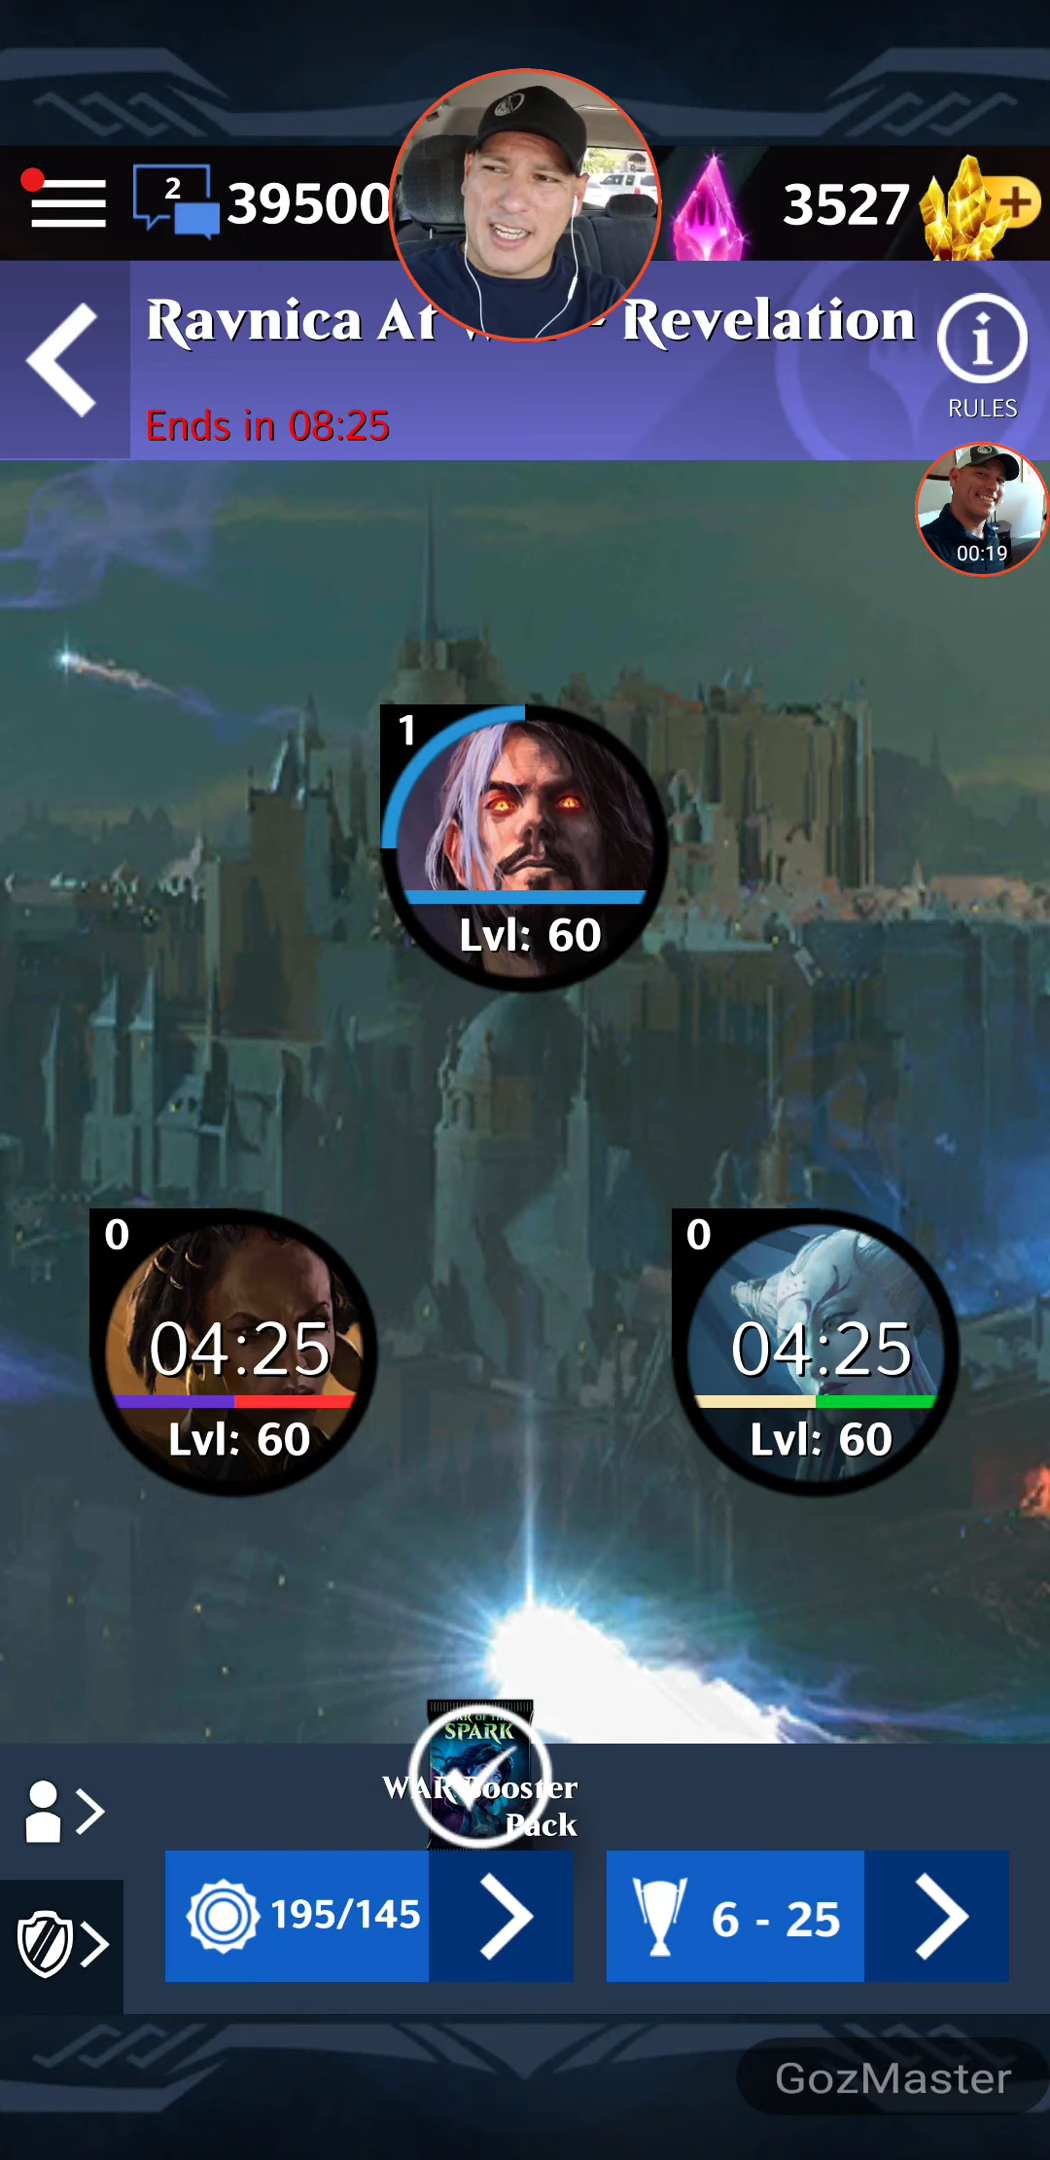 2
39500
3527
Ravnica At
- Revelation
Ends in 08:25
RULES
00:19
1
Lvl: 60
0
04:25
Lvl: 60
0
04:25
Lvl: 60
SPARK
WAR Booster
Pack
195/145
6 - 25
GozMaster